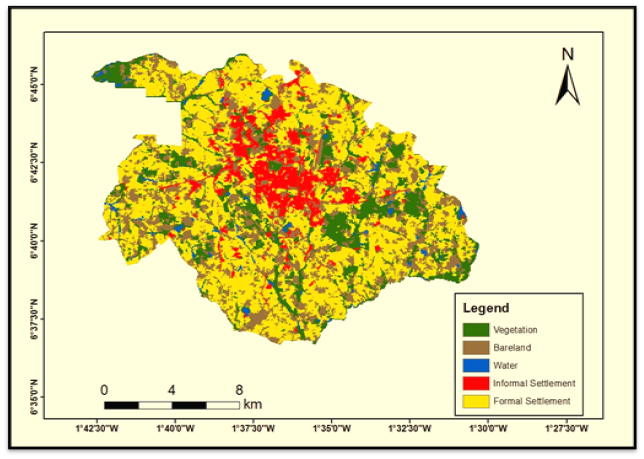 N
6°45'0"N
6°42'30"N
6°40'0"N
6°37'30"N
6°35'0"N
Legend
Vegetation
Bareland
Water
Informal Settlement
Formal Settlement
0 4 8
km
1°42'30"W 1°40'0"W 1°37'30"W 1°35'0"W 1°32'30"W 1°30'0"W 1°27'30"W